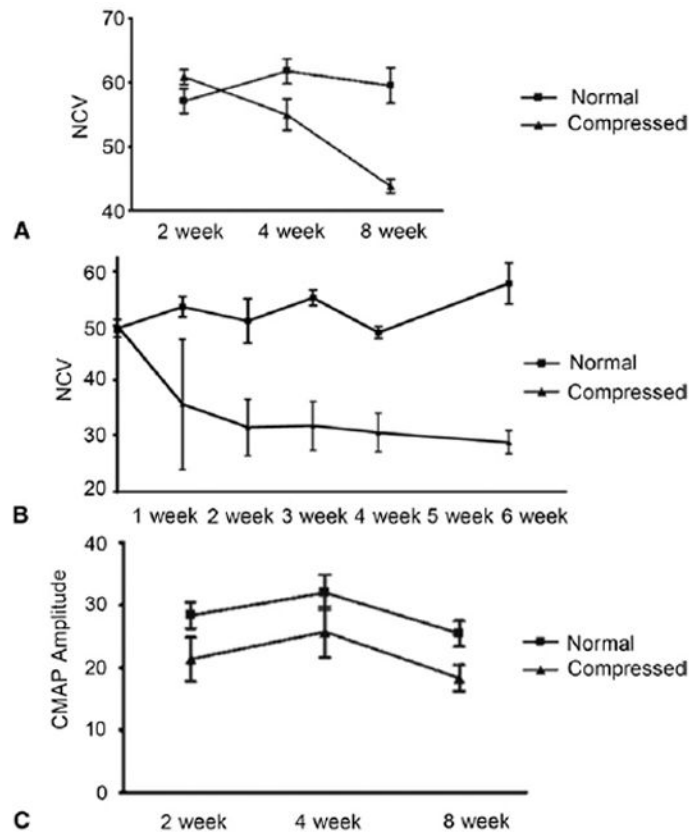 70
60
50
40
NCV
Normal
Compressed
2 week 4 week 8 week
A
60
50
40
30
20
NCV
Normal
Compressed
1 week 2 week 3 week 4 week 5 week 6 week
B
40
30
20
10
0
CMAP Amplitude
Normal
Compressed
2 week 4 week 8 week
C